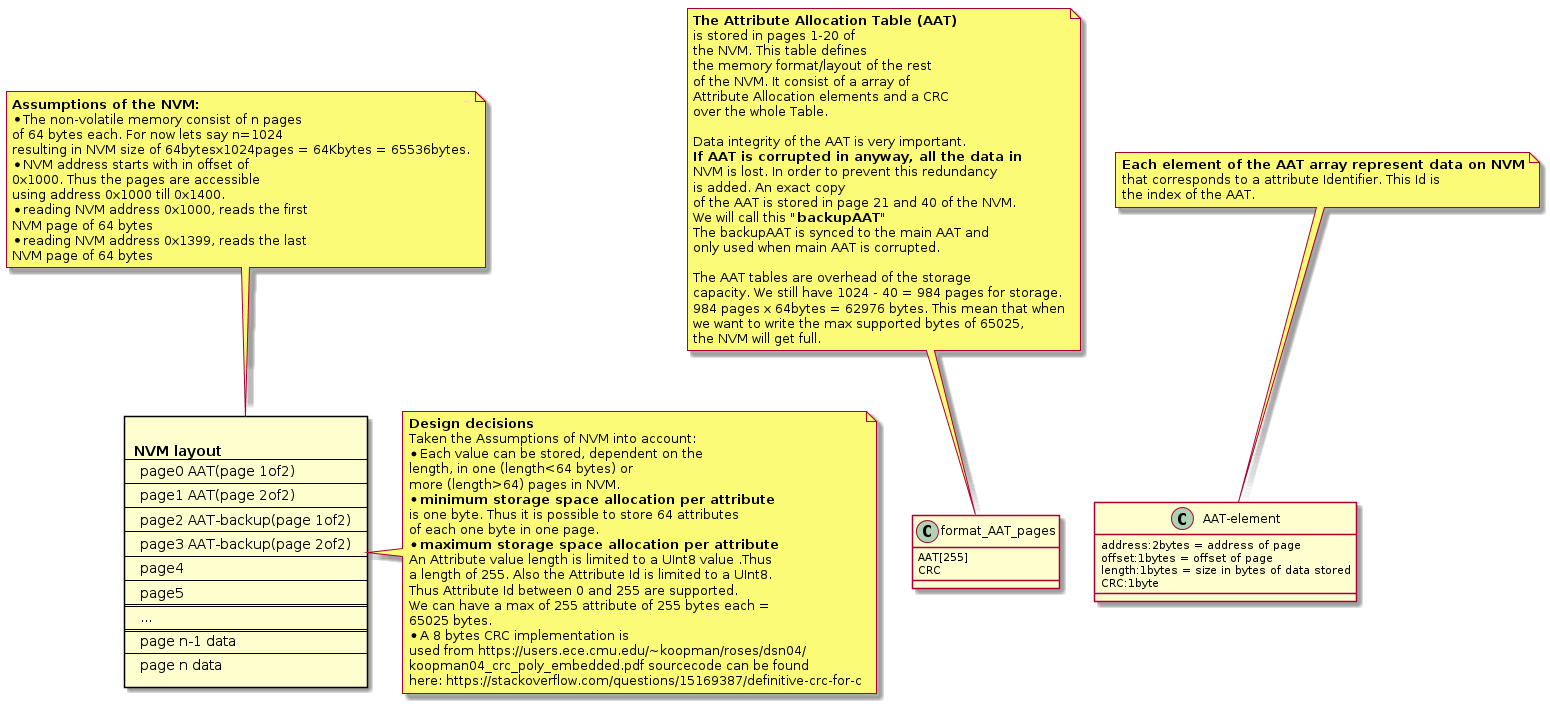 Assumptions of the NVM:
•The non-volatile memory consist of n pages
of 64 bytes each. For now lets say n=1024
resulting in NVM size of 64bytesx1024pages = 64Kbytes = 65536bytes.
•NVM address starts with in offset of
0x1000. Thus the pages are accessible
using address 0x1000 till 0x1400.
•reading NVM address 0x1000, reads the first
NVM page of 64 bytes
•reading NVM address 0x1399, reads the last
NVM page of 64 bytes
The Attribute Allocation Table (AAT)
is stored in pages 1-20 of
the NVM. This table defines
the memory format/layout of the rest
of the NVM. It consist of a array of
Attribute Allocation elements and a CRC
over the whole Table.
Data integrity of the AAT is very important.
If AAT is corrupted in anyway, all the data in
NVM is lost. In order to prevent this redundancy
is added. An exact copy
of the AAT is stored in page 21 and 40 of the NVM.
We will call this "backupAAT"
The backupAAT is synced to the main AAT and
only used when main AAT is corrupted.
The AAT tables are overhead of the storage
capacity. We still have 1024 - 40 = 984 pages for storage.
984 pages x 64bytes = 62976 bytes. This mean that when
we want to write the max supported bytes of 65025,
the NVM will get full.
Each element of the AAT array represent data on NVM
that corresponds to a attribute Identifier. This Id is
the index of the AAT.
NVM layout
page0 AAT(page 1of2)
page1 AAT(page 2of2)
page2 AAT-backup(page 1of2)
page3 AAT-backup(page 2of2)
page4
page5
...
page n-1 data
page n data
Design decisions
Taken the Assumptions of NVM into account:
•Each value can be stored, dependent on the
length, in one (length<64 bytes) or
more (length>64) pages in NVM.
•minimum storage space allocation per attribute
is one byte. Thus it is possible to store 64 attributes
of each one byte in one page.
•maximum storage space allocation per attribute
An Attribute value length is limited to a UInt8 value .Thus
a length of 255. Also the Attribute Id is limited to a UInt8.
Thus Attribute Id between 0 and 255 are supported.
We can have a max of 255 attribute of 255 bytes each =
65025 bytes.
•A 8 bytes CRC implementation is
used from https://users.ece.cmu.edu/~koopman/roses/dsn04/
koopman04_crc_poly_embedded.pdf sourcecode can be found
here: https://stackoverflow.com/questions/15169387/definitive-crc-for-c
C format_AAT_pages
AAT[255]
CRC
C AAT-element
address:2bytes = address of page
offset:1bytes = offset of page
length:1bytes = size in bytes of data stored
CRC:1byte